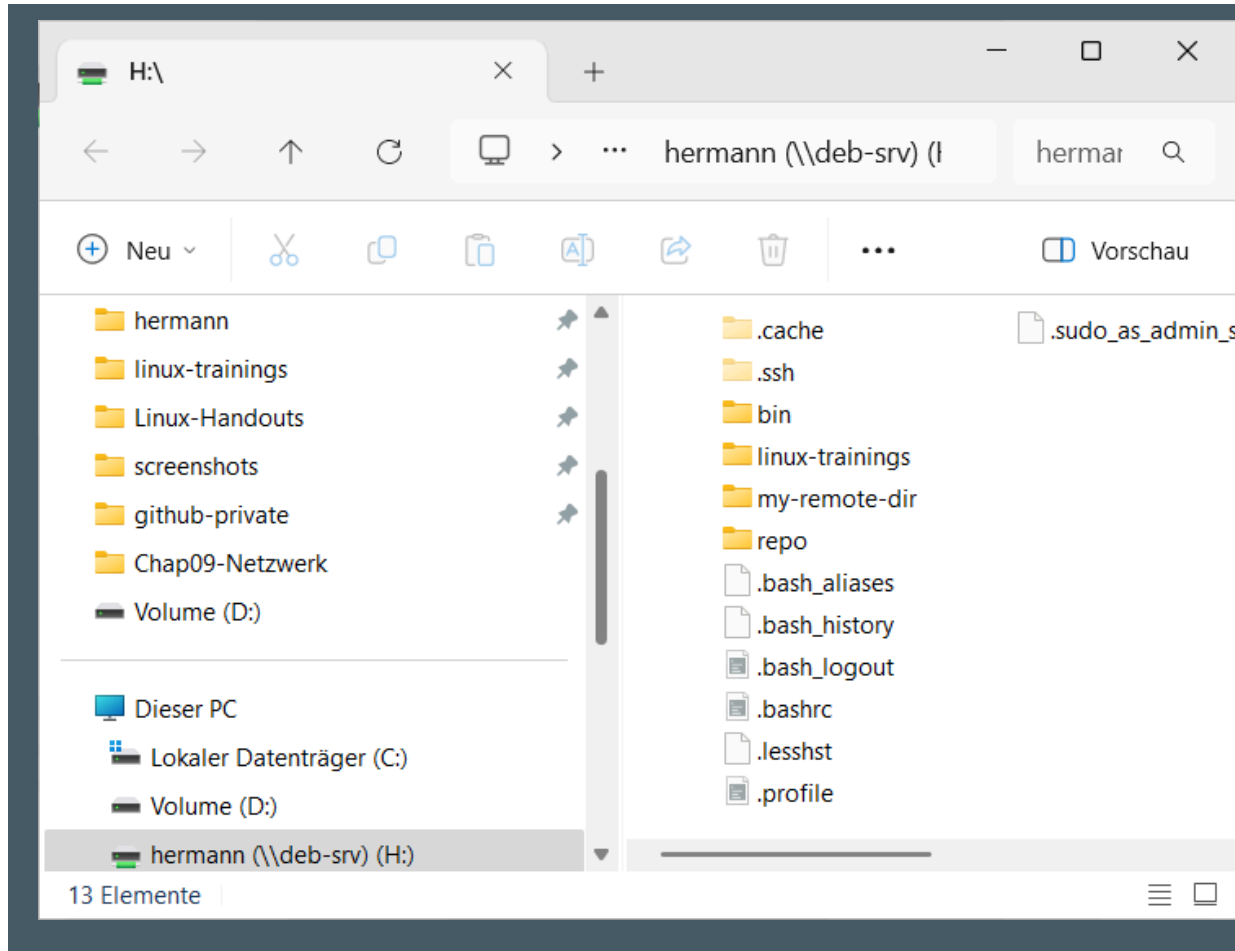 H:\
hermann (\\deb-srv) (H
hermar
Neu
Vorschau
hermann
linux-trainings
Linux-Handouts
screenshots
github-private
Chap09-Netzwerk
Volume (D:)
Dieser PC
Lokaler Datenträger (C:)
Volume (D:)
hermann (\\deb-srv) (H:)
.cache
.ssh
bin
linux-trainings
my-remote-dir
repo
.bash_aliases
.bash_history
.bash_logout
.bashrc
.lesshst
.profile
.sudo_as_admin_s
13 Elemente